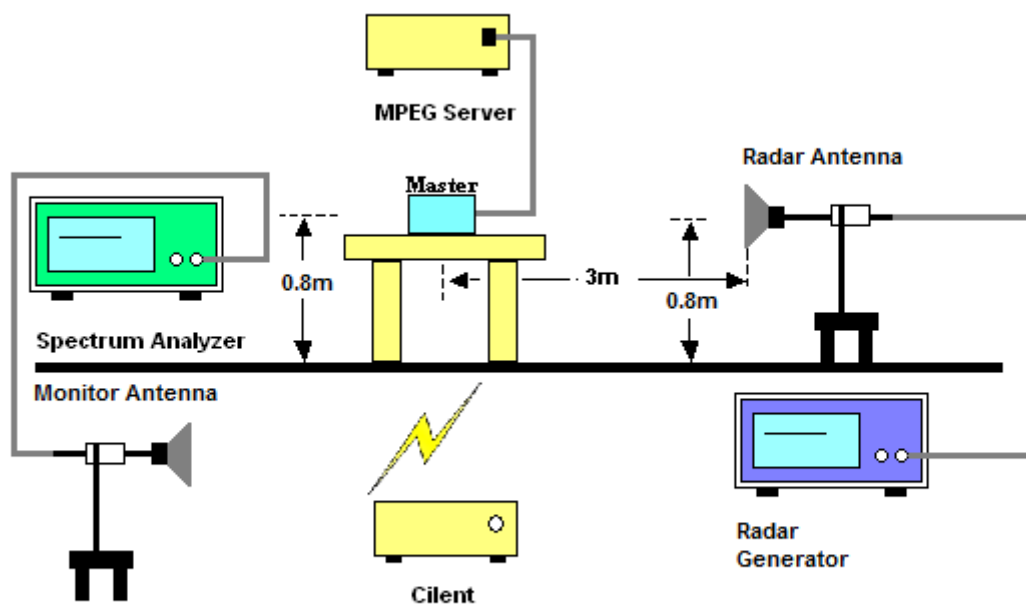 MPEG Server
Radar Antenna
Master
0.8m
3m
0.8m
Spectrum Analyzer
Monitor Antenna
Radar
Generator
Cilent